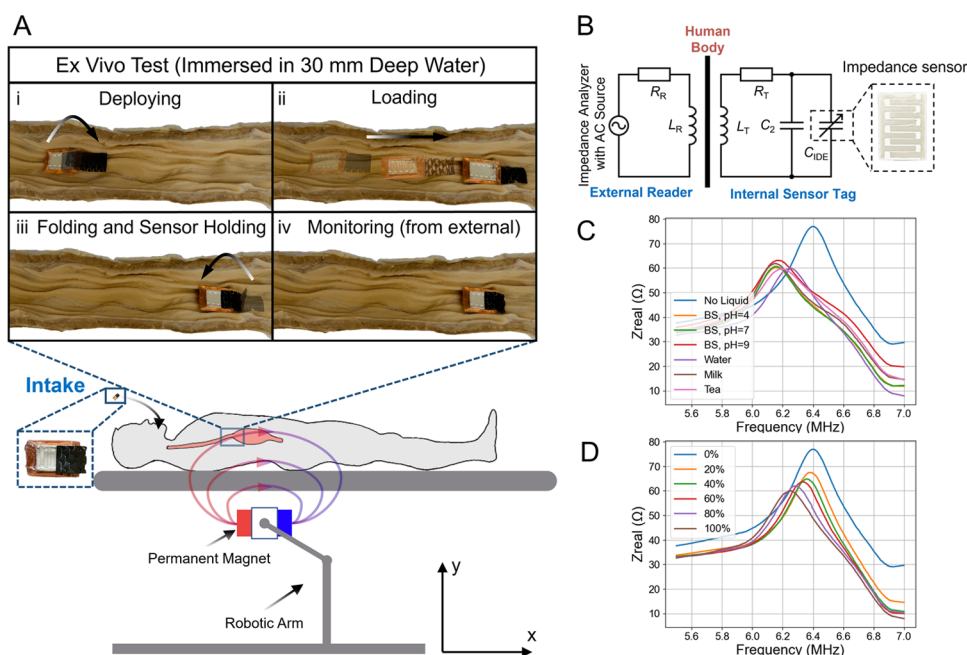 A
Ex Vivo Test (Immersed in 30 mm Deep Water)
i
Deploying
ii
Loading
iii
Folding and Sensor Holding
iv
Monitoring (from external)
Intake
Permanent Magnet
Robotic Arm
y
x
B
Human
Body
Impedance sensor
Impedance Analyzer
with AC Source
RR
LR
RT
LT
C2
CIDE
External Reader
Internal Sensor Tag
C
80
70
60
50
40
30
20
10
Zreal (Ω)
No Liquid
BS, pH=4
BS, pH=7
BS, pH=9
Water
Milk
Tea
5.6 5.8 6.0 6.2 6.4 6.6 6.8 7.0
Frequency (MHz)
D
80
70
60
50
40
30
20
10
Zreal (Ω)
0%
20%
40%
60%
80%
100%
5.6 5.8 6.0 6.2 6.4 6.6 6.8 7.0
Frequency (MHz)